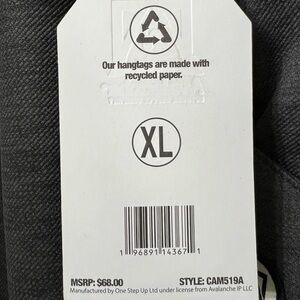 Our hangtags are made with
recycled paper.
XL
1 96891 14367 1
MSRP: $68.00 STYLE: CAM519A
Manufactured by One Step Up Ltd under license from Avalanche IP LLC